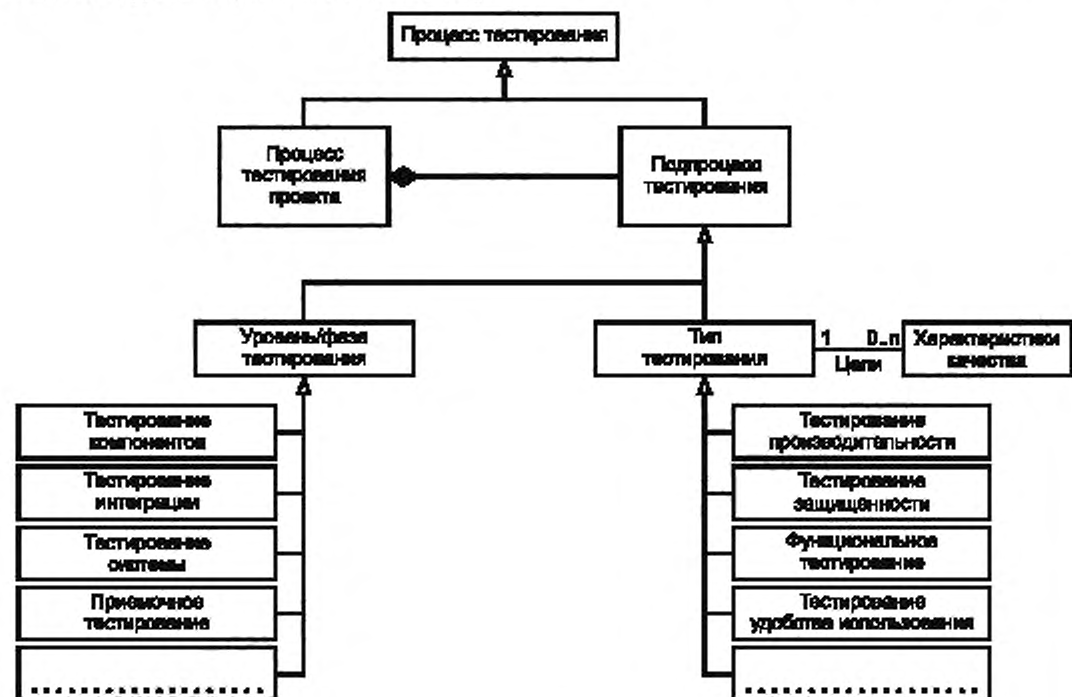 Процесс тестирования
Процесс
тестирования
проекта
Подпроцесс
тестирования
Уровень/фаза
тестирования
Тип
тестирования
1 0..n
Цели
Характеристики
качества
Тестирование
компонентов
Тестирование
интеграции
Тестирование
системы
Приемочное
тестирование
Тестирование
производительности
Тестирование
защищенности
Функциональное
тестирование
Тестирование
удобства использования